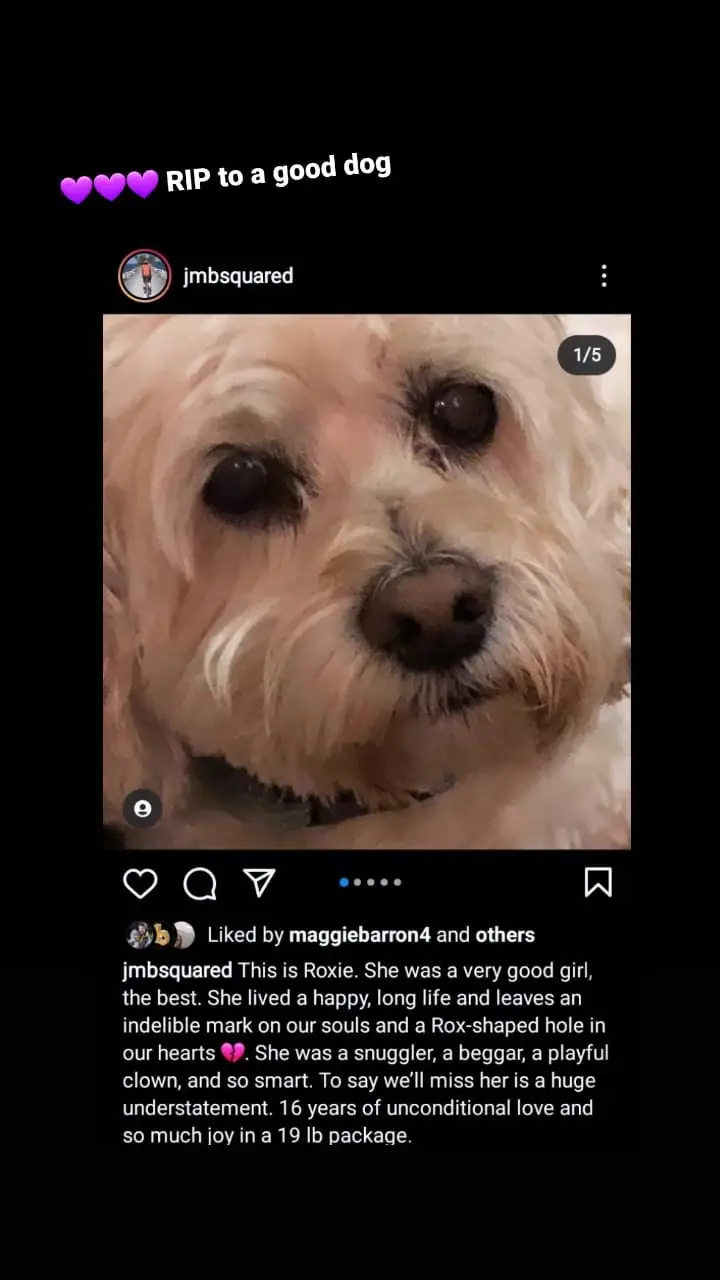 💜💜💜 RIP to a good dog
jmbsquared
1/5
Liked by maggiebarron4 and others
jmbsquared This is Roxie. She was a very good girl,
the best. She lived a happy, long life and leaves an
indelible mark on our souls and a Rox-shaped hole in
our hearts 💔. She was a snuggler, a beggar, a playful
clown, and so smart. To say we’ll miss her is a huge
understatement. 16 years of unconditional love and
so much joy in a 19 lb package.